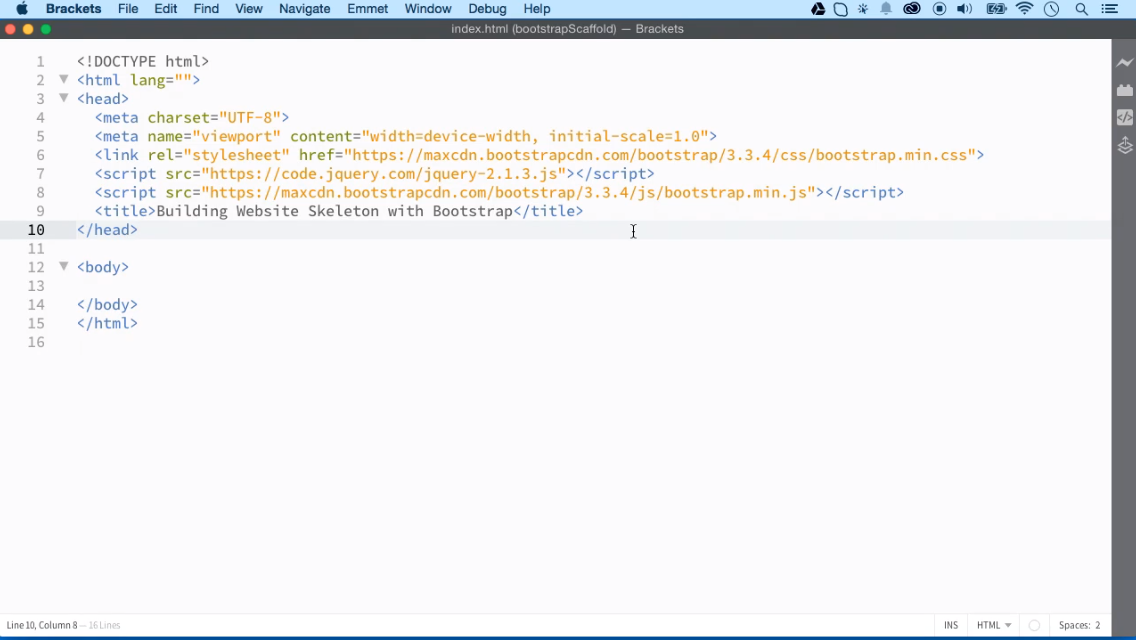 Brackets File Edit Find View Navigate Emmet Window Debug Help
index.html (bootstrapScaffold) — Brackets
1 <!DOCTYPE html>
2 <html lang="">
3 <head>
4 <meta charset="UTF-8">
5 <meta name="viewport" content="width=device-width, initial-scale=1.0">
6 <link rel="stylesheet" href="https://maxcdn.bootstrapcdn.com/bootstrap/3.3.4/css/bootstrap.min.css">
7 <script src="https://code.jquery.com/jquery-2.1.3.js"></script>
8 <script src="https://maxcdn.bootstrapcdn.com/bootstrap/3.3.4/js/bootstrap.min.js"></script>
9 <title>Building Website Skeleton with Bootstrap</title>
10 </head>
11
12 <body>
13
14 </body>
15 </html>
16
Line 10, Column 8 — 16 Lines INS HTML Spaces: 2